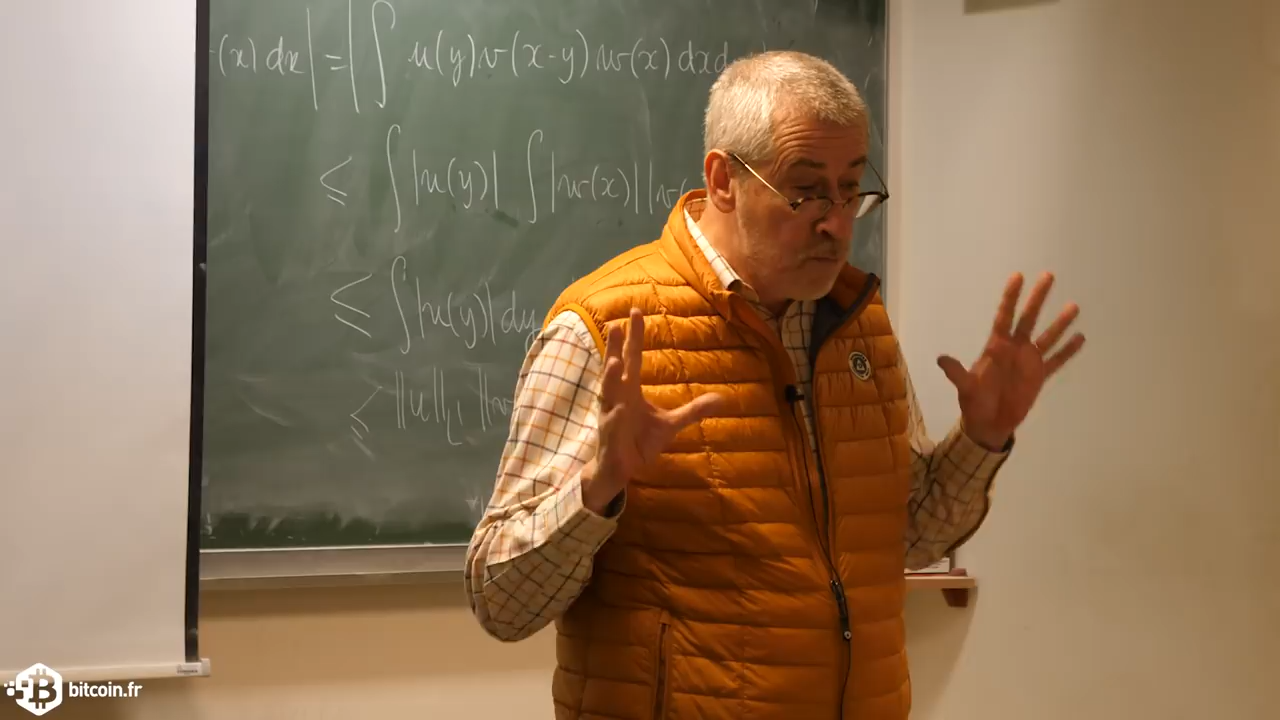 (x) dx| = |∫ u(y)v(x-y)w(x)dxd
≤ ∫|u(y)| ∫|w(x)||v(
≤ ∫|u(y)|dy
≤ ||u||_{L^1} ||w
bitcoin.fr